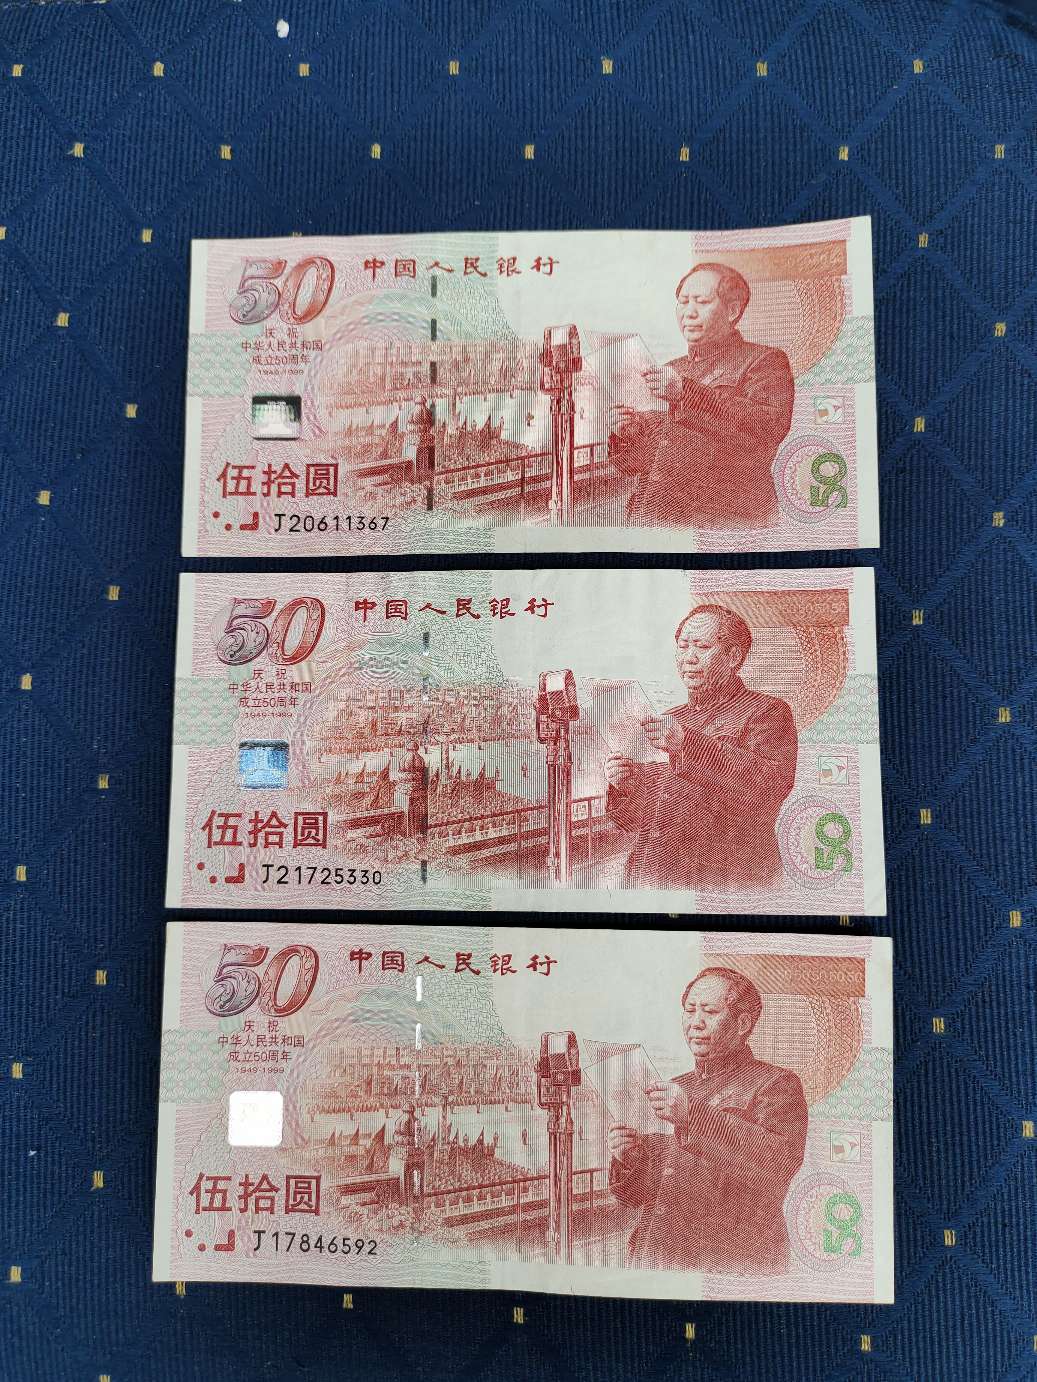 50
中国人民银行
庆祝
中华人民共和国
成立50周年
1949-1999
伍拾圆
J20611367
50
50
中国人民银行
庆祝
中华人民共和国
成立50周年
1949-1999
伍拾圆
J21725330
50
50
中国人民银行
庆祝
中华人民共和国
成立50周年
1949-1999
伍拾圆
J17846592
50